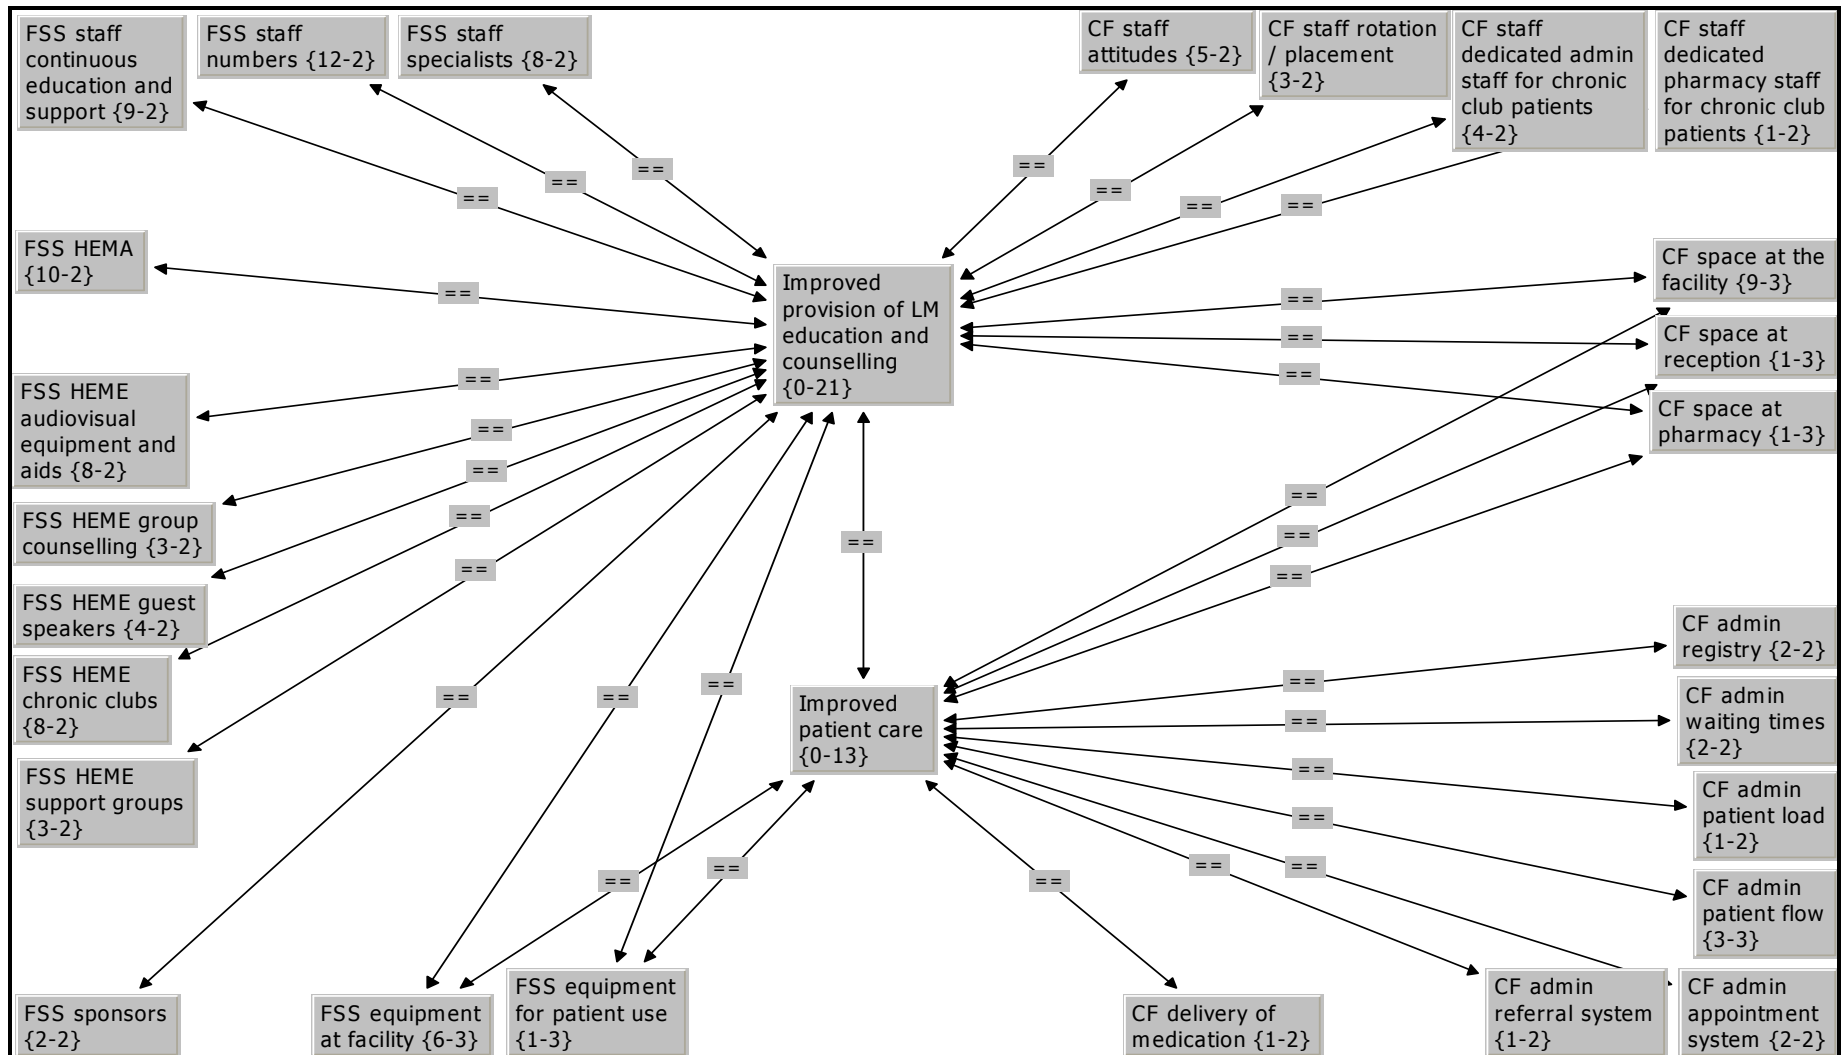 FSS staff
continuous
education and
support {9-2}
FSS staff
numbers {12-2}
FSS staff
specialists {8-2}
CF staff
attitudes {5-2}
CF staff rotation
/ placement
{3-2}
CF staff
dedicated admin
staff for chronic
club patients
{4-2}
CF staff
dedicated
pharmacy staff
for chronic club
patients {1-2}
==
==
==
==
==
==
==
FSS HEMA
{10-2}
==
Improved
provision of LM
education and
counselling
{0-21}
==
==
==
CF space at the
facility {9-3}
CF space at
reception {1-3}
CF space at
pharmacy {1-3}
FSS HEME
audiovisual
equipment and
aids {8-2}
==
==
==
==
==
FSS HEME group
counselling {3-2}
FSS HEME guest
speakers {4-2}
FSS HEME
chronic clubs
{8-2}
FSS HEME
support groups
{3-2}
==
==
==
==
==
==
==
Improved
patient care
{0-13}
CF admin
registry {2-2}
CF admin
waiting times
{2-2}
CF admin
patient load
{1-2}
CF admin
patient flow
{3-3}
==
==
==
==
==
==
==
==
==
FSS sponsors
{2-2}
FSS equipment
at facility {6-3}
FSS equipment
for patient use
{1-3}
CF delivery of
medication {1-2}
CF admin
referral system
{1-2}
CF admin
appointment
system {2-2}